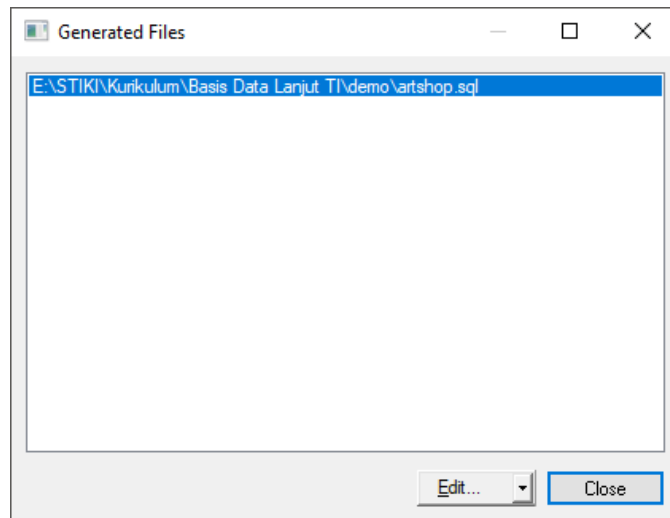 Generated Files
E:\STIKI\Kurikulum\Basis Data Lanjut TI\demo\artshop.sql
Edit...
Close